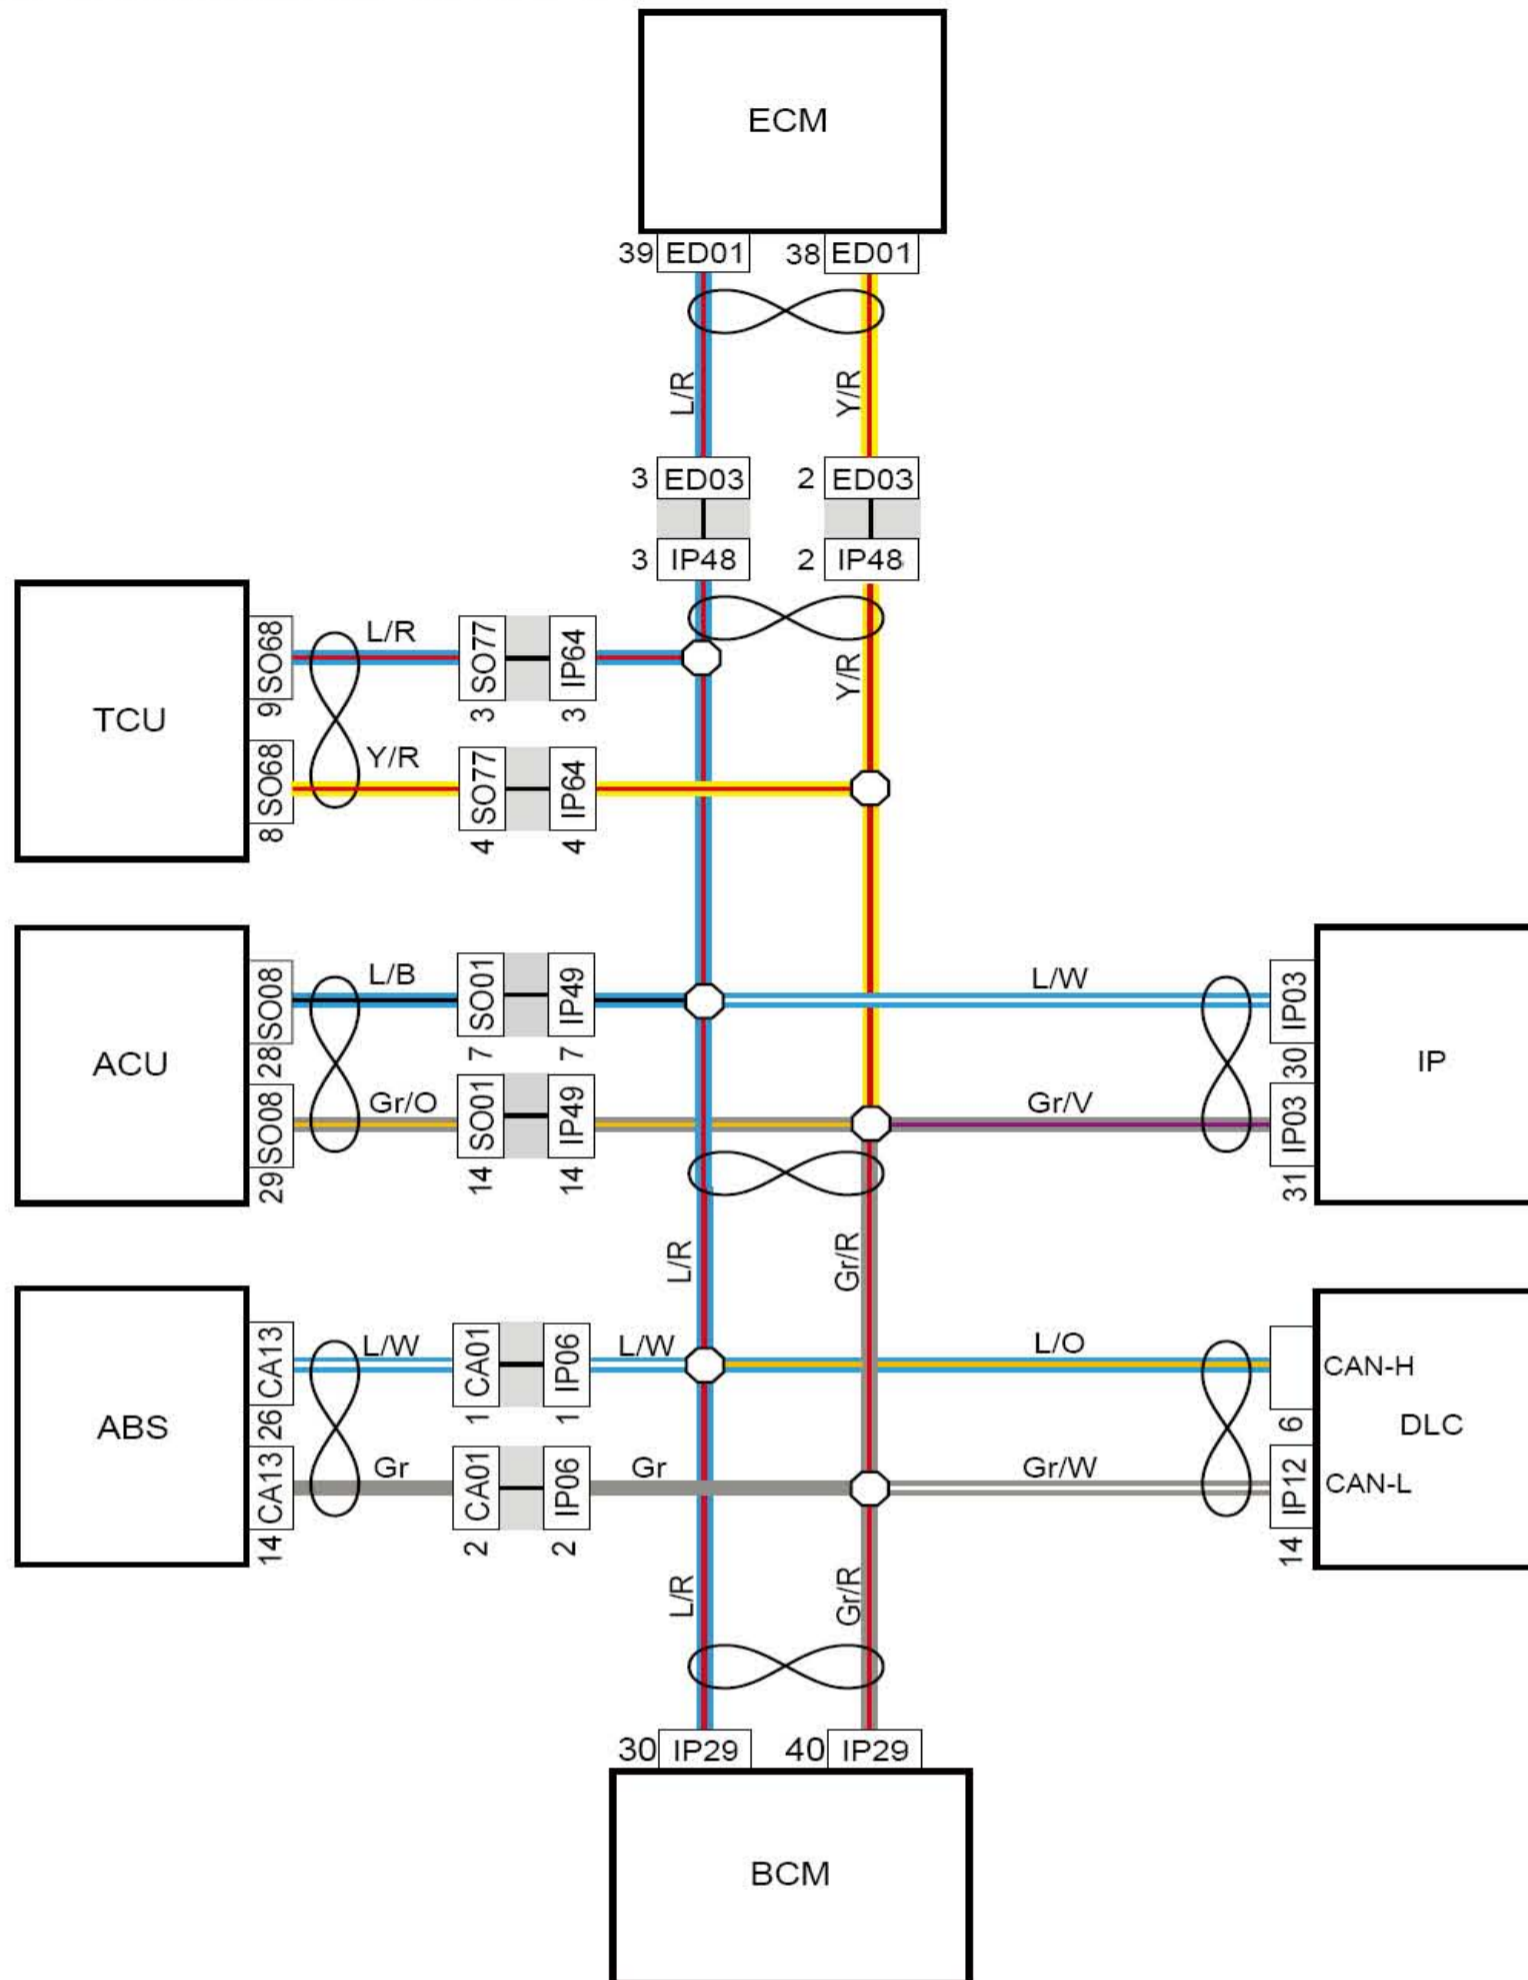 ECM
39 ED01 38 ED01
L/R Y/R
3 ED03 2 ED03
3 IP48 2 IP48
Y/R
TCU
9 SO68 L/R SO77 3 IP64 3
8 SO68 Y/R SO77 4 IP64 4
ACU
28 SO08 L/B SO01 7 IP49 7
29 SO08 Gr/O SO01 14 IP49 14
L/W IP03 30
Gr/V IP03 31
IP
L/R Gr/R
ABS
CA13 26 L/W CA01 1 IP06 1 L/W
CA13 14 Gr CA01 2 IP06 2 Gr
L/O 6 CAN-H
DLC
Gr/W IP12 14 CAN-L
L/R Gr/R
30 IP29 40 IP29
BCM